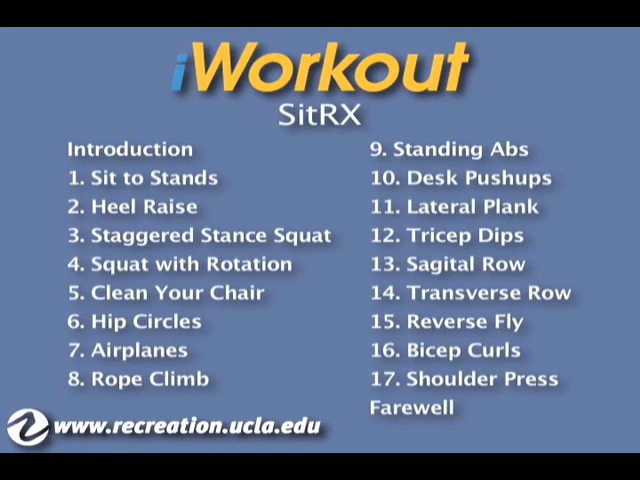 iWorkout
SitRX
Introduction
1. Sit to Stands
2. Heel Raise
3. Staggered Stance Squat
4. Squat with Rotation
5. Clean Your Chair
6. Hip Circles
7. Airplanes
8. Rope Climb
9. Standing Abs
10. Desk Pushups
11. Lateral Plank
12. Tricep Dips
13. Sagital Row
14. Transverse Row
15. Reverse Fly
16. Bicep Curls
17. Shoulder Press
Farewell
www.recreation.ucla.edu